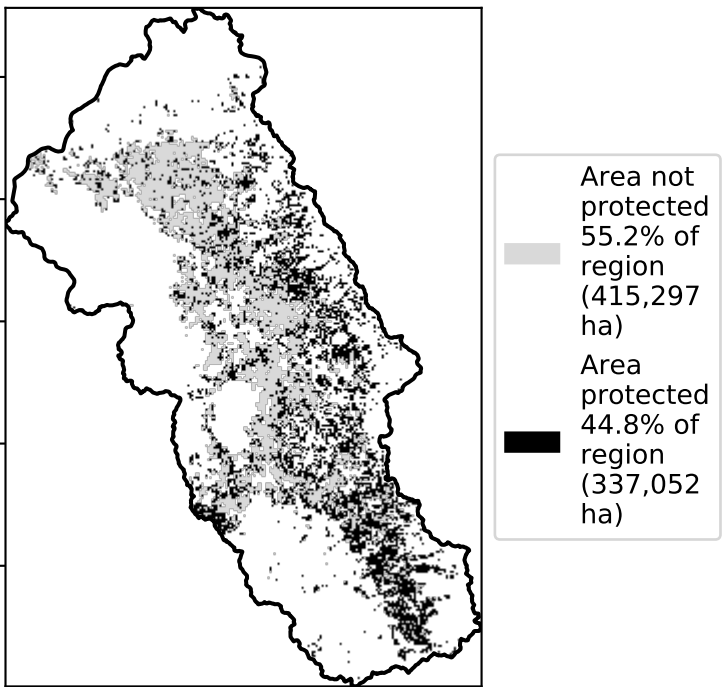 Area not
protected
55.2% of
region
(415,297
ha)
Area
protected
44.8% of
region
(337,052
ha)